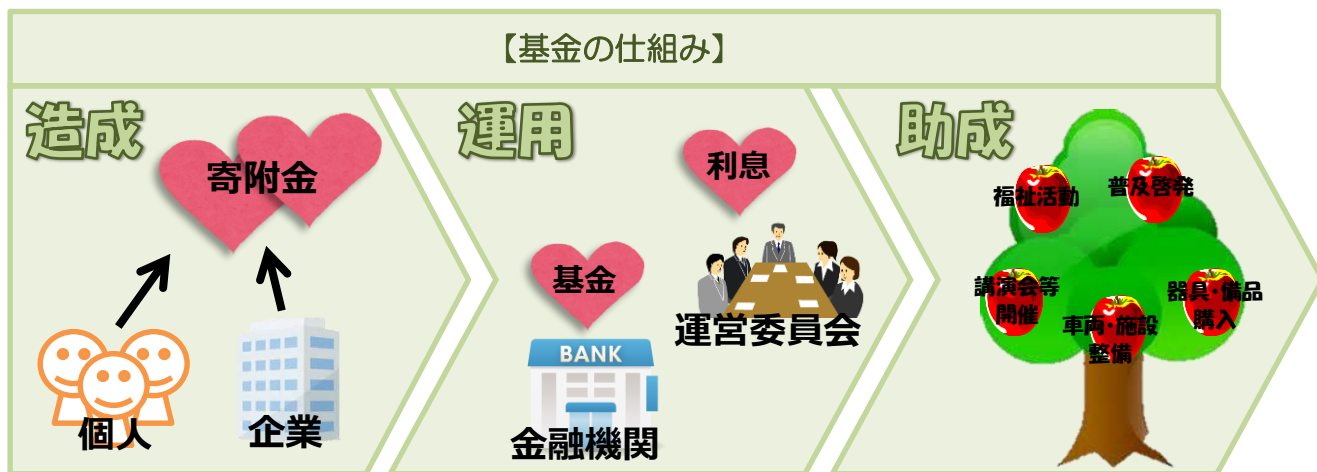 【基金の仕組み】
造成
寄附金
個人
企業
運用
利息
基金
運営委員会
BANK
金融機関
助成
福祉活動
普及啓発
講演会等
開催
車両・施設
整備
器具・備品
購入